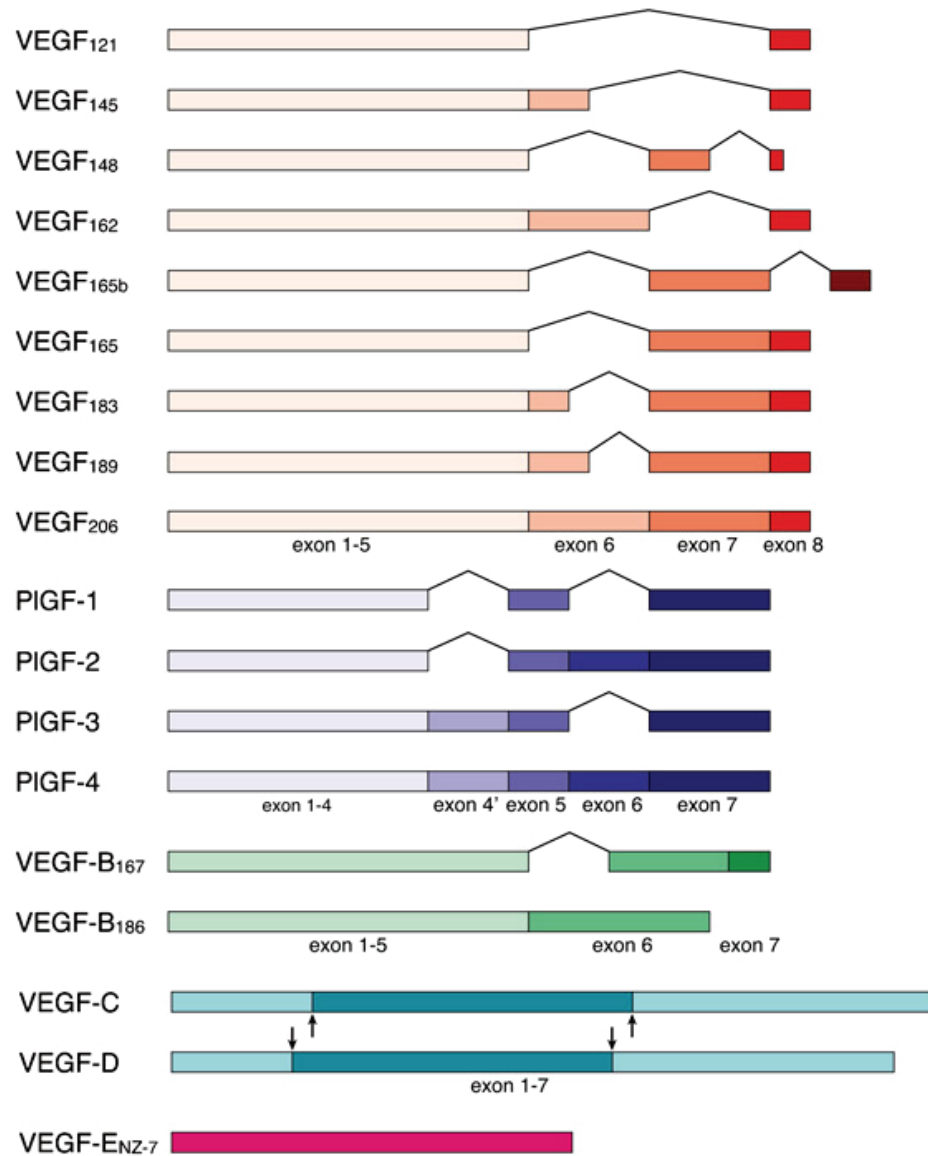 VEGF121
VEGF145
VEGF148
VEGF162
VEGF165b
VEGF165
VEGF183
VEGF189
VEGF206
exon 1-5 exon 6 exon 7 exon 8
PlGF-1
PlGF-2
PlGF-3
PlGF-4
exon 1-4 exon 4' exon 5 exon 6 exon 7
VEGF-B167
VEGF-B186
exon 1-5 exon 6 exon 7
VEGF-C
VEGF-D
exon 1-7
VEGF-ENZ-7